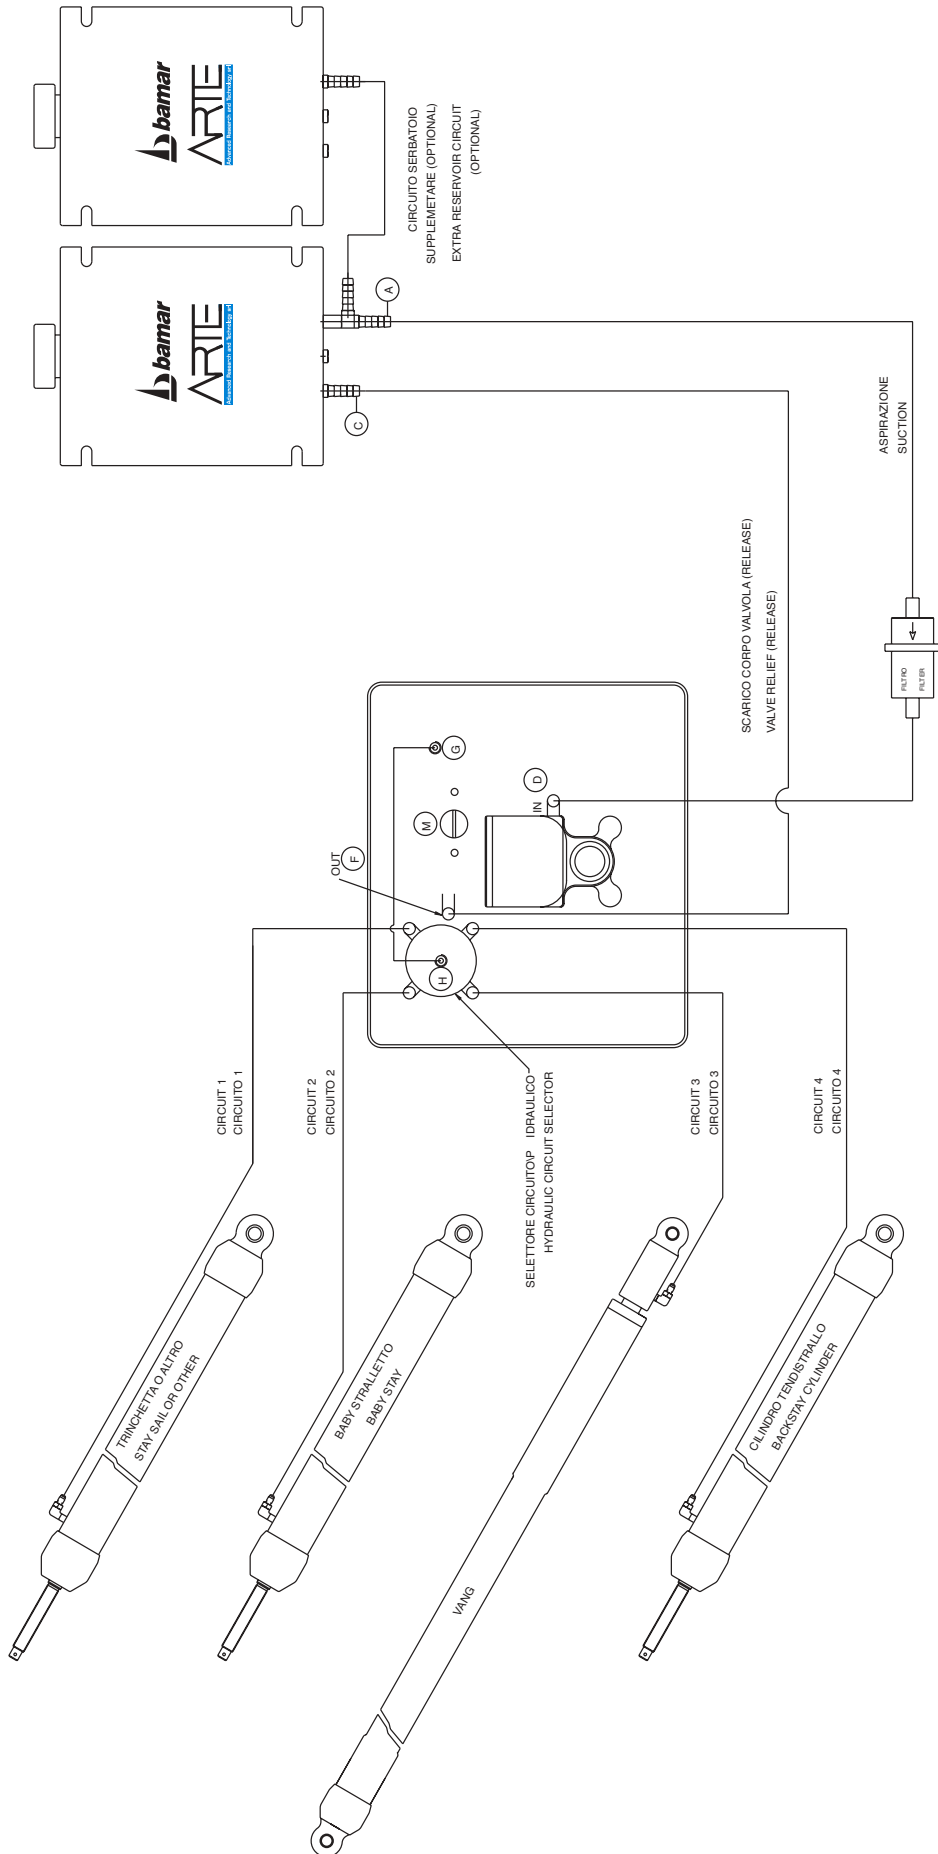 bamar
ARTE
Advanced Research and Technology srl
bamar
ARTE
Advanced Research and Technology srl
CIRCUITO SERBATOIO
SUPPLEMETARE (OPTIONAL)
EXTRA RESERVOIR CIRCUIT
(OPTIONAL)
A
C
ASPIRAZIONE
SUCTION
SCARICO CORPO VALVOLA (RELEASE)
VALVE RELIEF (RELEASE)
FILTRO
FILTER
G
M
D
IN
OUT
F
H
SELETTORE CIRCUITO\P IDRAULICO
HYDRAULIC CIRCUIT SELECTOR
CIRCUIT 1
CIRCUITO 1
CIRCUIT 2
CIRCUITO 2
CIRCUIT 3
CIRCUITO 3
CIRCUIT 4
CIRCUITO 4
TRINCHETTA O ALTRO
STAY SAIL OR OTHER
BABY STRALLETTO
BABY STAY
VANG
CILINDRO TENDISTRALLO
BACKSTAY CYLINDER